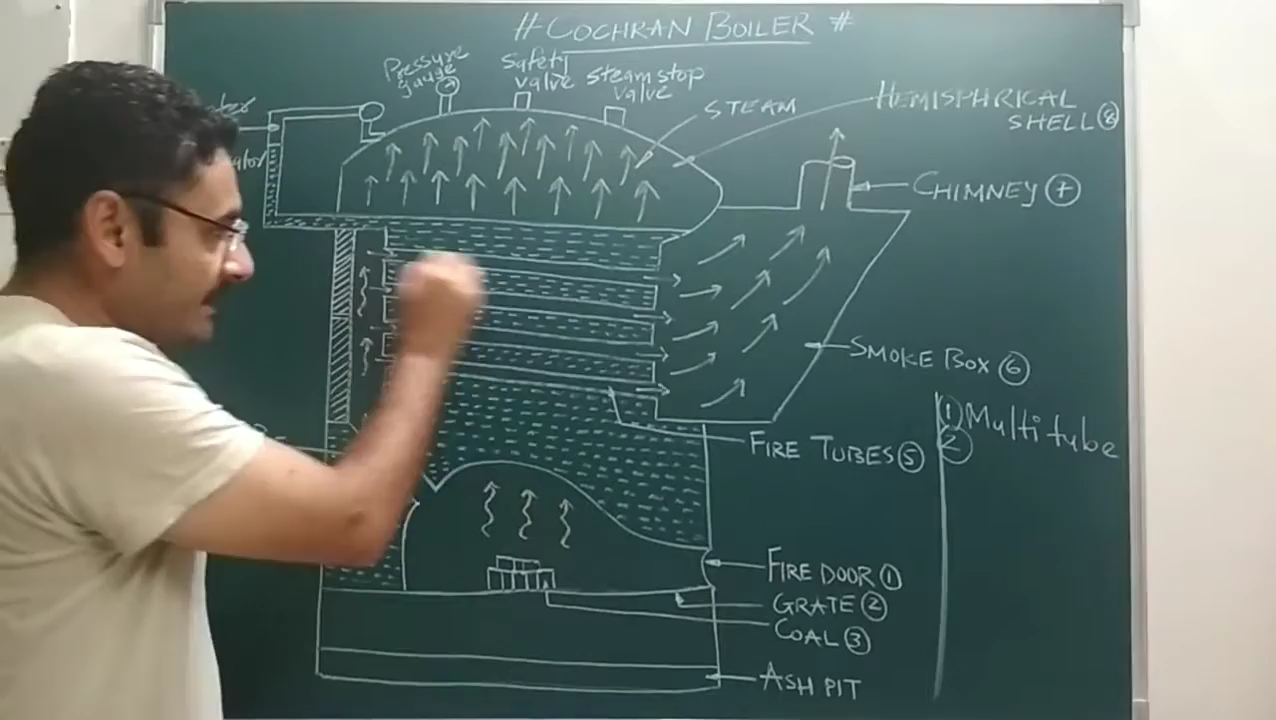 # COCHRAN BOILER #
Pressure
gauge
Safety
valve
Steam stop
valve
STEAM
HEMISPHRICAL
SHELL 8
CHIMNEY 7
SMOKE BOX 6
1 Multi tube
2
FIRE TUBES 5
FIRE DOOR 1
GRATE 2
COAL 3
ASH PIT